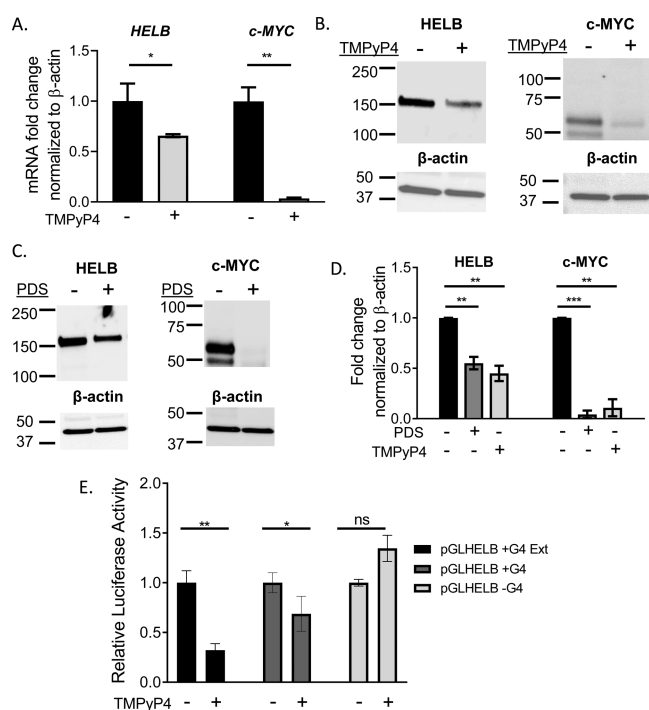 A.
HELB
c-MYC
*
**
mRNA fold change
normalized to β-actin
1.5
1.0
0.5
0.0
TMPyP4
- + - +
B.
HELB
c-MYC
TMPyP4 - +
TMPyP4 - +
250
150
100
100
75
50
β-actin
β-actin
50
37
50
37
C.
HELB
c-MYC
PDS - +
PDS - +
250
150
100
100
75
50
β-actin
β-actin
50
37
50
37
D.
HELB
c-MYC
**
**
**
***
Fold change
normalized to β-actin
1.5
1.0
0.5
0.0
PDS - + - +
TMPyP4 - + - +
E.
Relative Luciferase Activity
2.0
1.5
1.0
0.5
0.0
**
*
ns
pGLHELB +G4 Ext
pGLHELB +G4
pGLHELB -G4
TMPyP4 - + - + - +